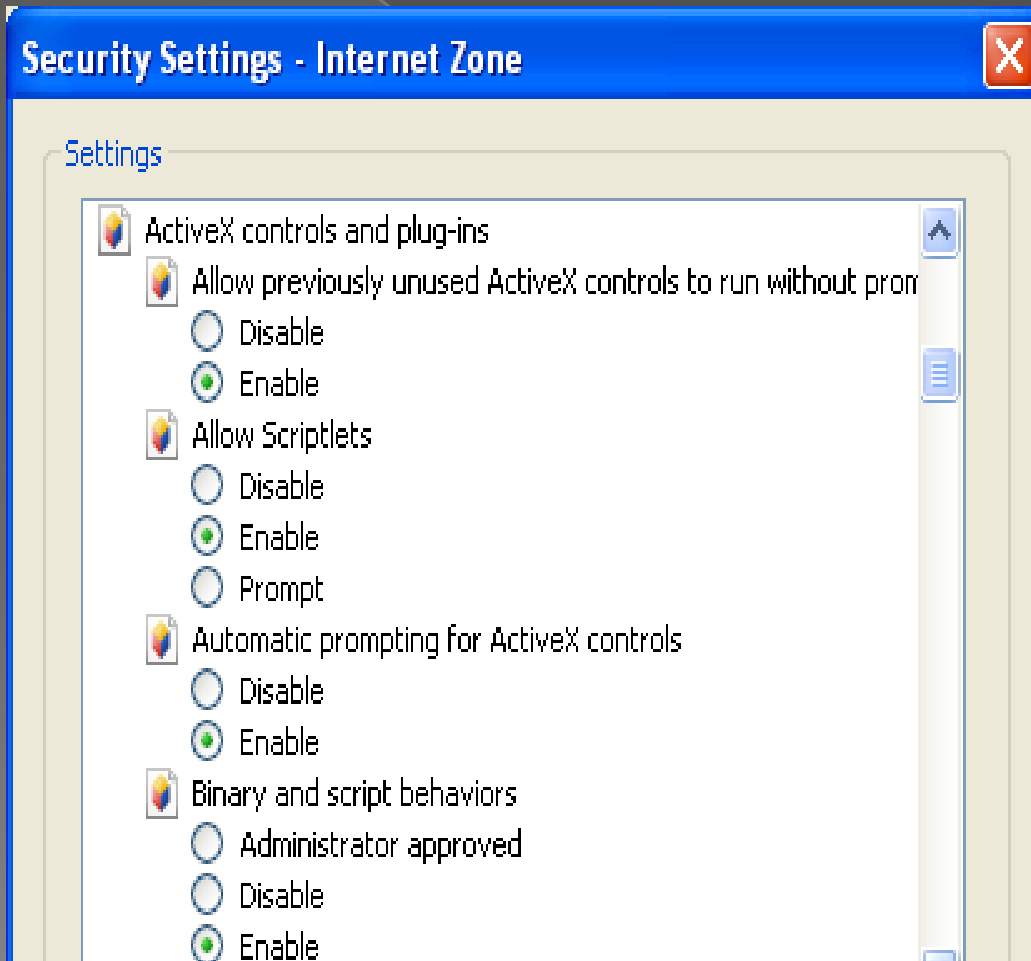 Security Settings - Internet Zone
Settings
ActiveX controls and plug-ins
Allow previously unused ActiveX controls to run without prom
Disable
Enable
Allow Scriptlets
Disable
Enable
Prompt
Automatic prompting for ActiveX controls
Disable
Enable
Binary and script behaviors
Administrator approved
Disable
Enable